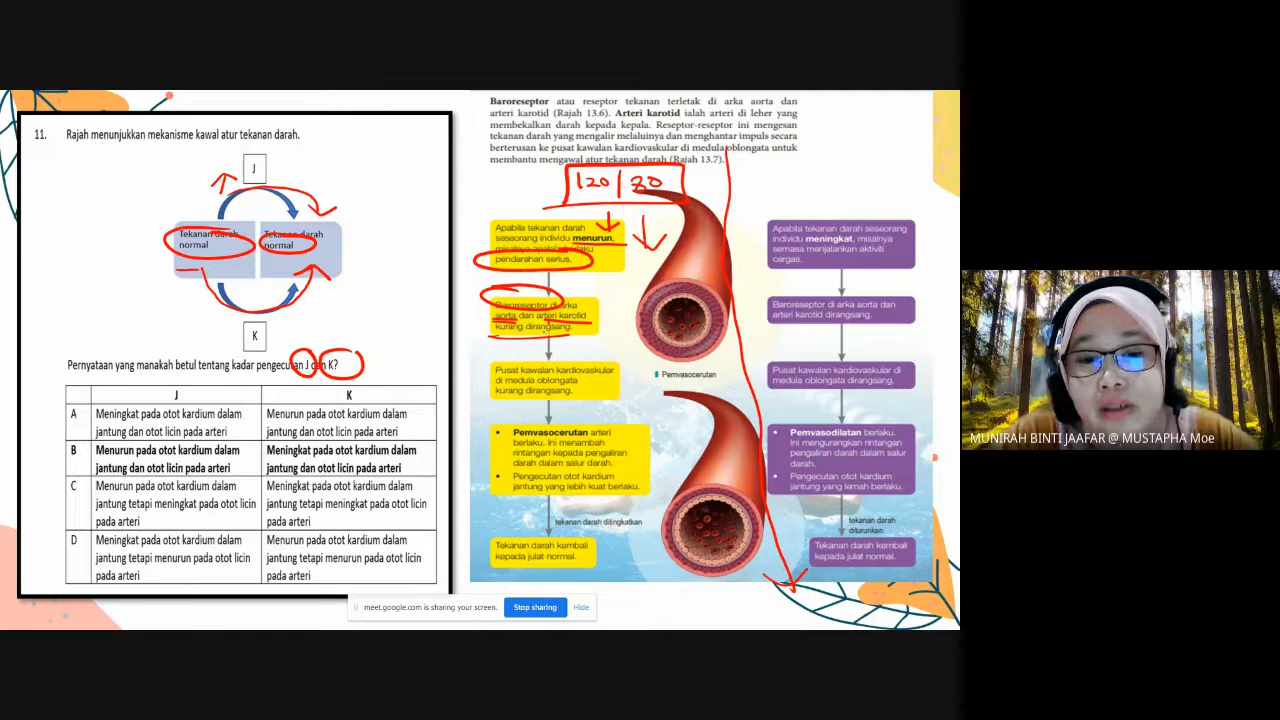 11. Rajah menunjukkan mekanisme kawal atur tekanan darah.
J
Tekanan darah
normal
Tekanan darah
normal
K
Pernyataan yang manakah betul tentang kadar pengecutan J dan K?
J
K
A
Meningkat pada otot kardium dalam
jantung dan otot licin pada arteri
Menurun pada otot kardium dalam
jantung dan otot licin pada arteri
B
Menurun pada otot kardium dalam
jantung dan otot licin pada arteri
Meningkat pada otot kardium dalam
jantung dan otot licin pada arteri
C
Menurun pada otot kardium dalam
jantung tetapi meningkat pada otot licin
pada arteri
Meningkat pada otot kardium dalam
jantung tetapi meningkat pada otot licin
pada arteri
D
Meningkat pada otot kardium dalam
jantung tetapi menurun pada otot licin
pada arteri
Menurun pada otot kardium dalam
jantung tetapi menurun pada otot licin
pada arteri
Baroreseptor atau reseptor tekanan terletak di arka aorta dan
arteri karotid (Rajah 13.6). Arteri karotid ialah arteri di leher yang
membekalkan darah kepada kepala. Reseptor-reseptor ini mengesan
tekanan darah yang mengalir melaluinya dan menghantar impuls secara
berterusan ke pusat kawalan kardiovaskular di medula oblongata untuk
membantu mengawal atur tekanan darah (Rajah 13.7).
120 | 80
Apabila tekanan darah
seseorang individu menurun,
misalnya apabila berlaku
pendarahan serius.
Baroreseptor di arka
aorta dan arteri karotid
kurang dirangsang.
Pusat kawalan kardiovaskular
di medula oblongata
kurang dirangsang.
• Pemvasocerutan arteri
berlaku. Ini menambah
rintangan kepada pengaliran
darah dalam salur darah.
• Pengecutan otot kardium
jantung yang lebih kuat berlaku.
tekanan darah ditingkatkan
Tekanan darah kembali
kepada julat normal.
Pemvasocerutan
Apabila tekanan darah seseorang
individu meningkat, misalnya
semasa menjalankan aktiviti
cergas.
Baroreseptor di arka aorta dan
arteri karotid dirangsang.
Pusat kawalan kardiovaskular di
medula oblongata dirangsang.
• Pemvasodilatan berlaku.
Ini mengurangkan rintangan
pengaliran darah dalam salur
darah.
• Pengecutan otot kardium
jantung yang lemah berlaku.
tekanan darah
diturunkan
Tekanan darah kembali
kepada julat normal.
MUNIRAH BINTI JAAFAR @ MUSTAPHA Moe
meet.google.com is sharing your screen.
Stop sharing
Hide